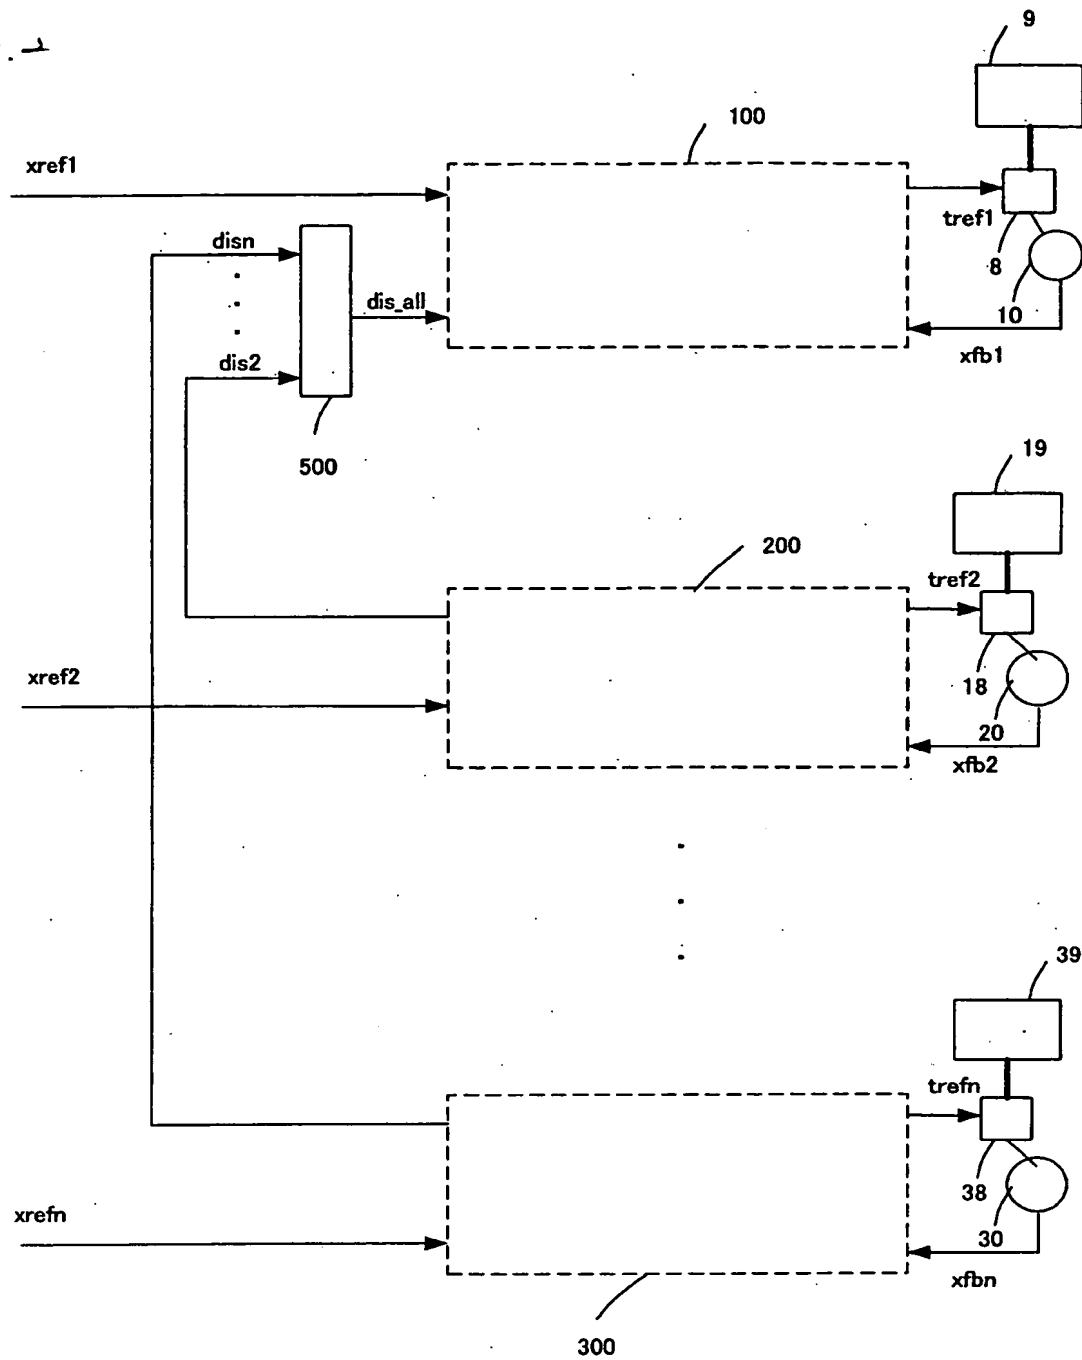 9
100
xref1
tref1
disn
8
dis_all
10
xfb1
dis2
500
19
200
tref2
xref2
18
20
xfb2
39
trefn
38
xrefn
30
xfbn
300